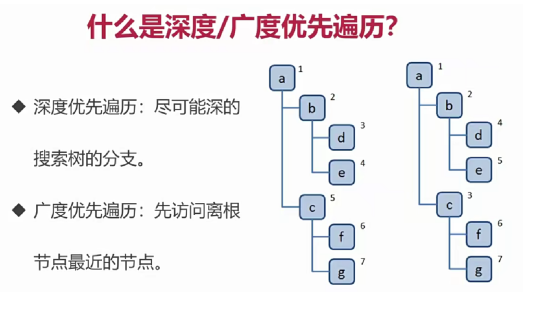 什么是深度/广度优先遍历?
◆ 深度优先遍历：尽可能深的
搜索树的分支。
◆ 广度优先遍历：先访问离根
节点最近的节点。
a 1
b 2
d 3
e 4
c 5
f 6
g 7
a 1
b 2
d 4
e 5
c 3
f 6
g 7